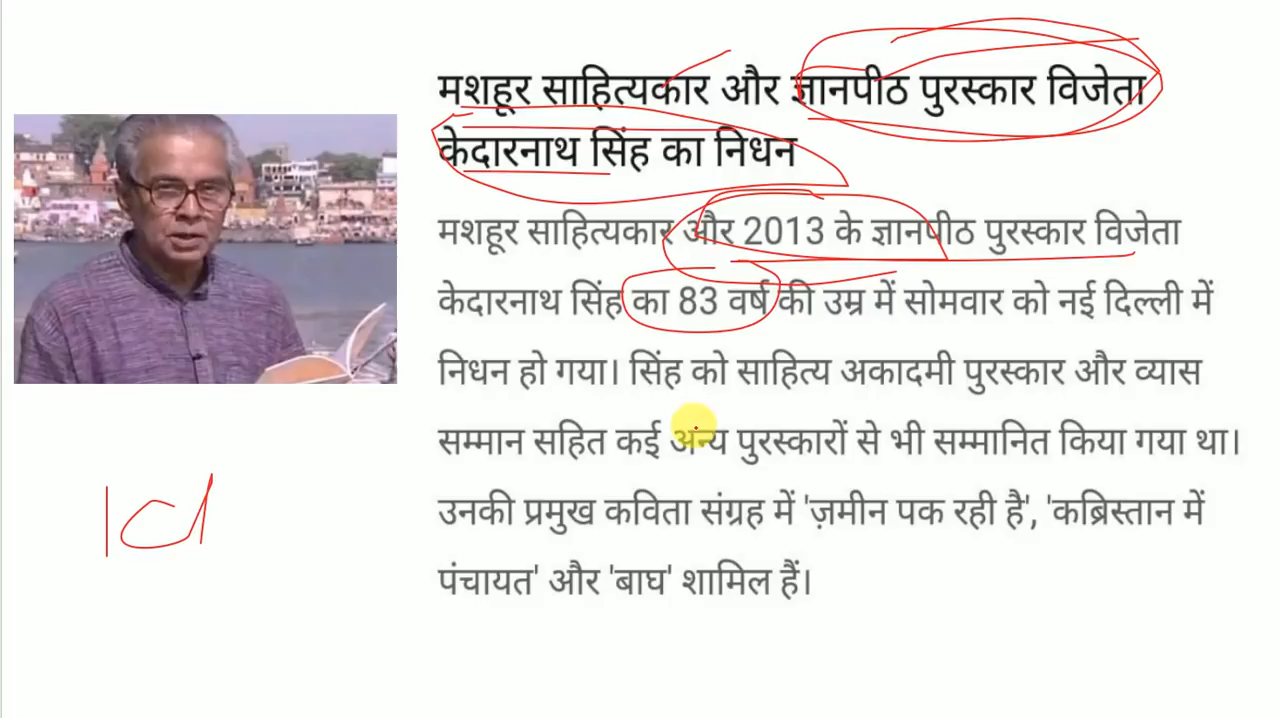 मशहूर साहित्यकार और ज्ञानपीठ पुरस्कार विजेता
केदारनाथ सिंह का निधन
मशहूर साहित्यकार और 2013 के ज्ञानपीठ पुरस्कार विजेता
केदारनाथ सिंह का 83 वर्ष की उम्र में सोमवार को नई दिल्ली में
निधन हो गया। सिंह को साहित्य अकादमी पुरस्कार और व्यास
सम्मान सहित कई अन्य पुरस्कारों से भी सम्मानित किया गया था।
उनकी प्रमुख कविता संग्रह में 'ज़मीन पक रही है', 'कब्रिस्तान में
पंचायत' और 'बाघ' शामिल हैं।